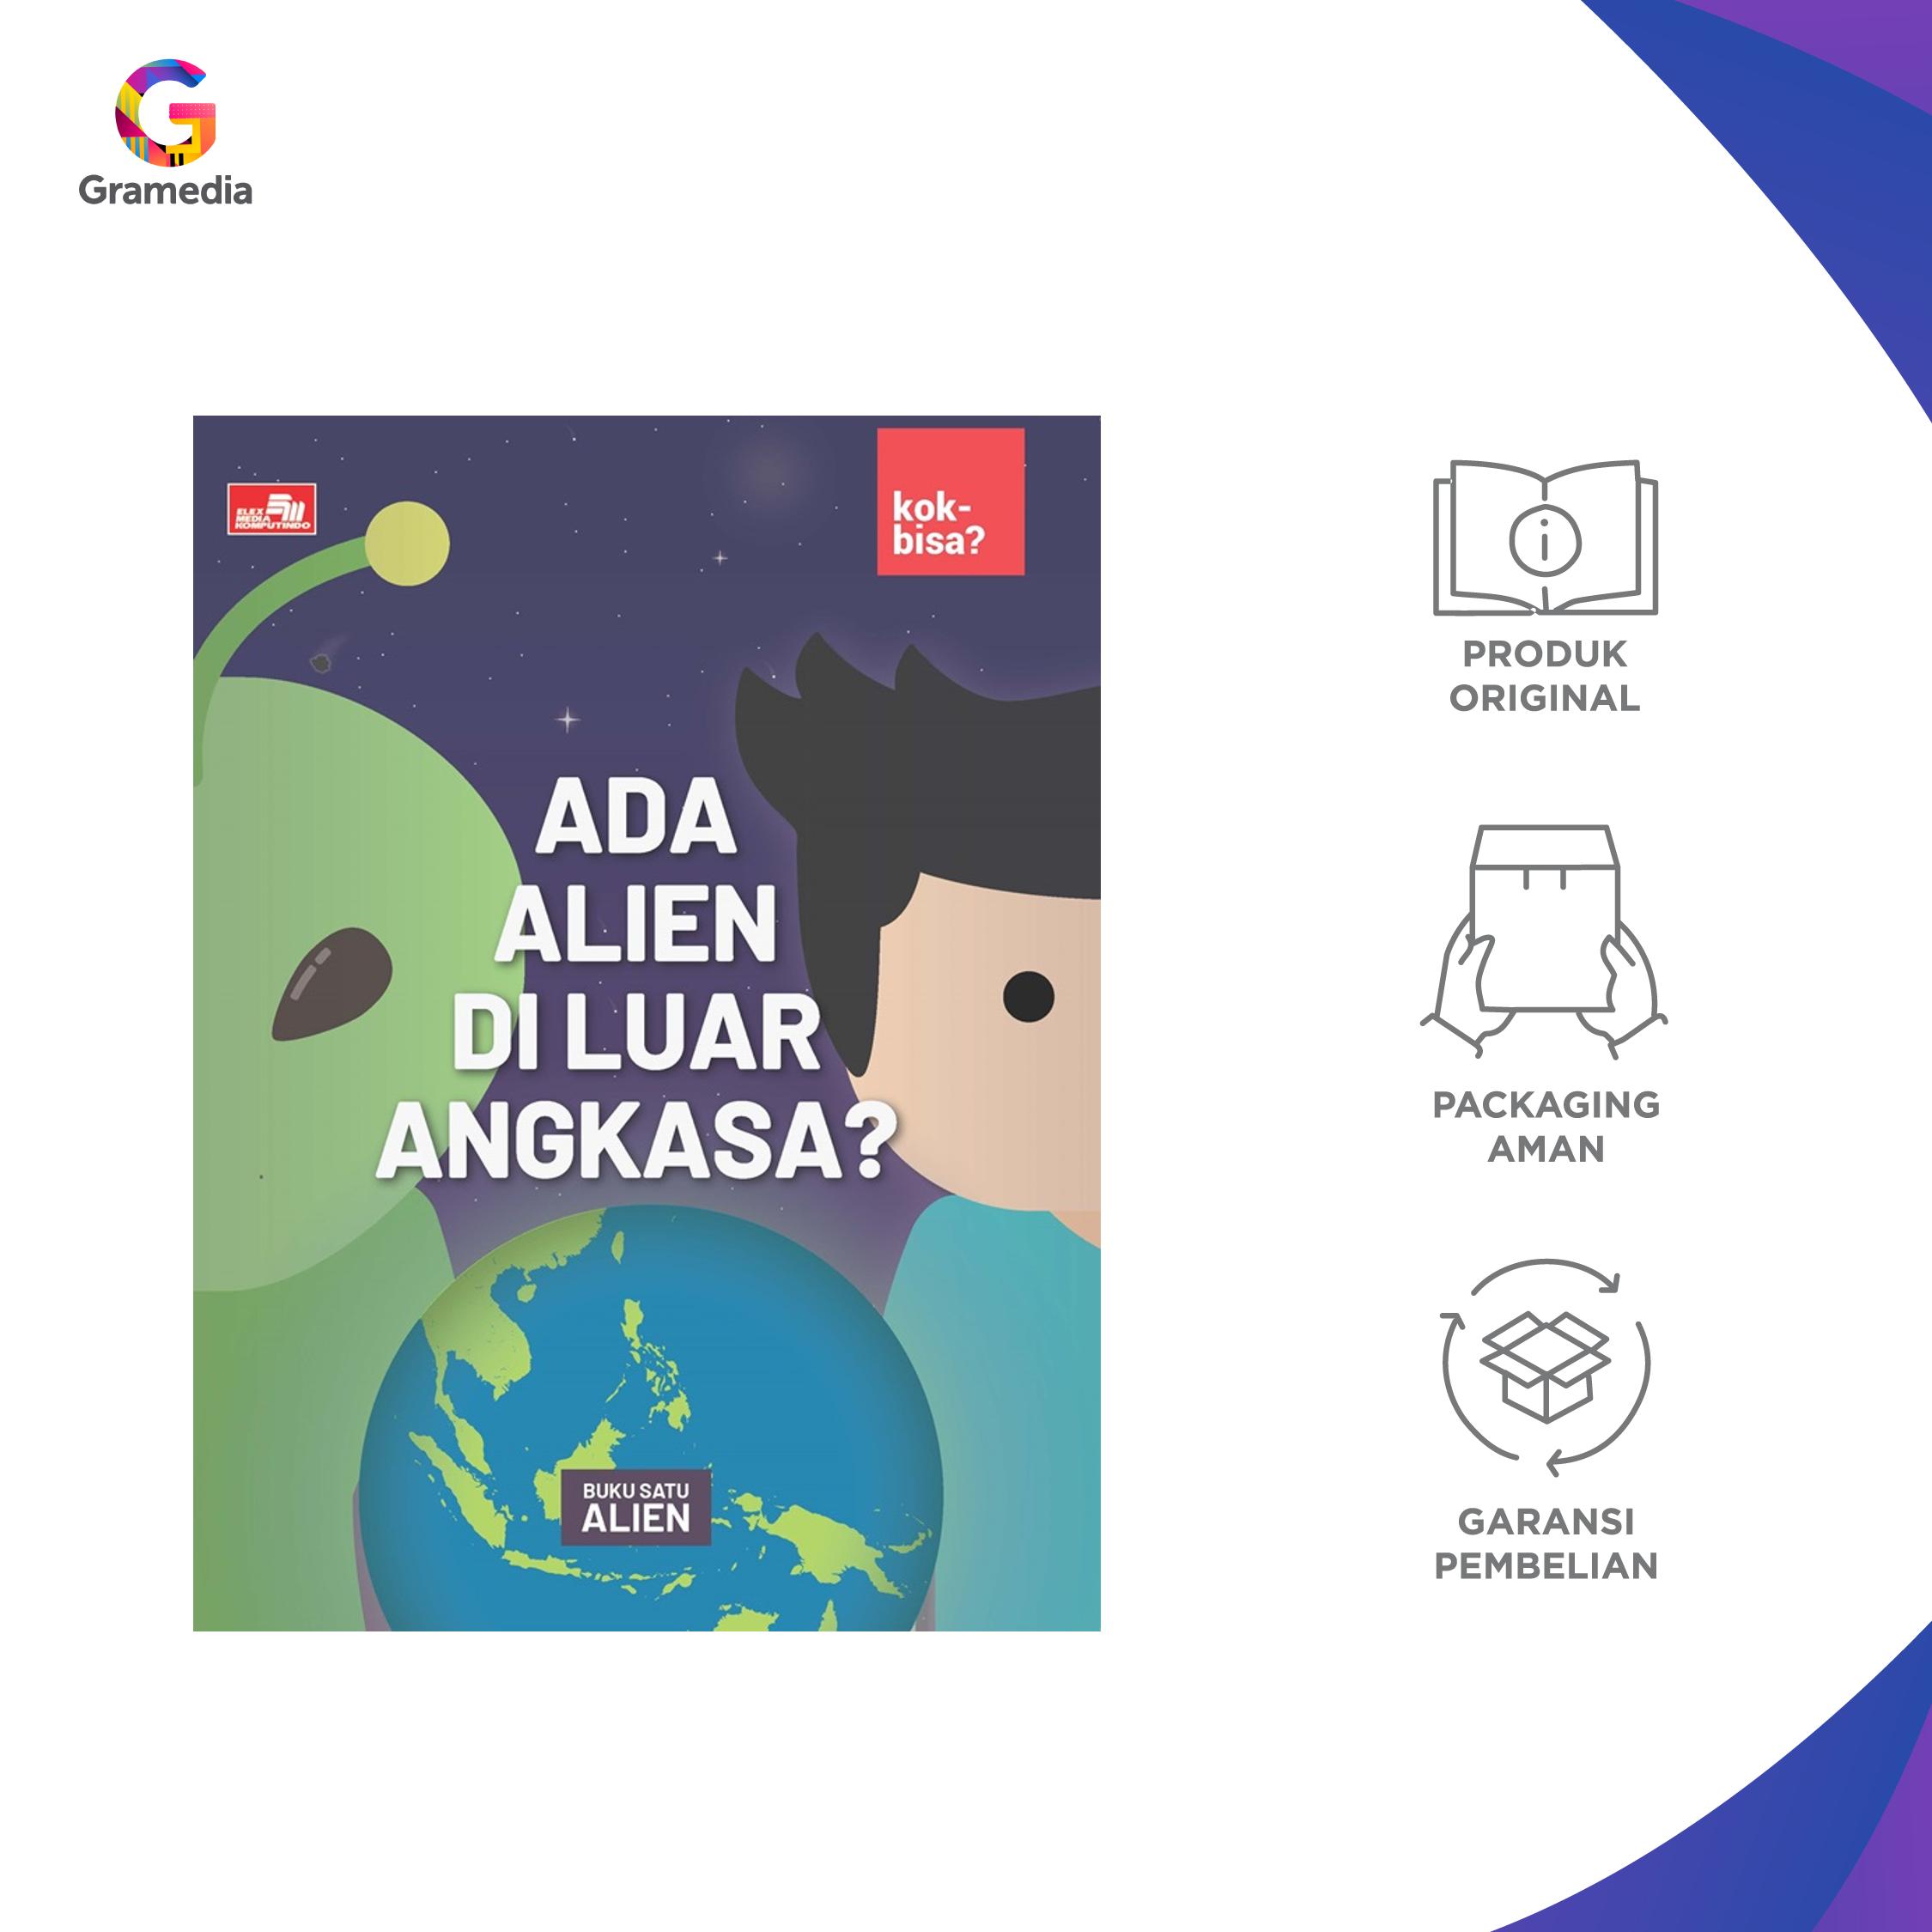 Gramedia
ELEX
MEDIA
KOMPUTINDO
kok-
bisa?
ADA
ALIEN
DI LUAR
ANGKASA?
BUKU SATU
ALIEN
PRODUK
ORIGINAL
PACKAGING
AMAN
GARANSI
PEMBELIAN